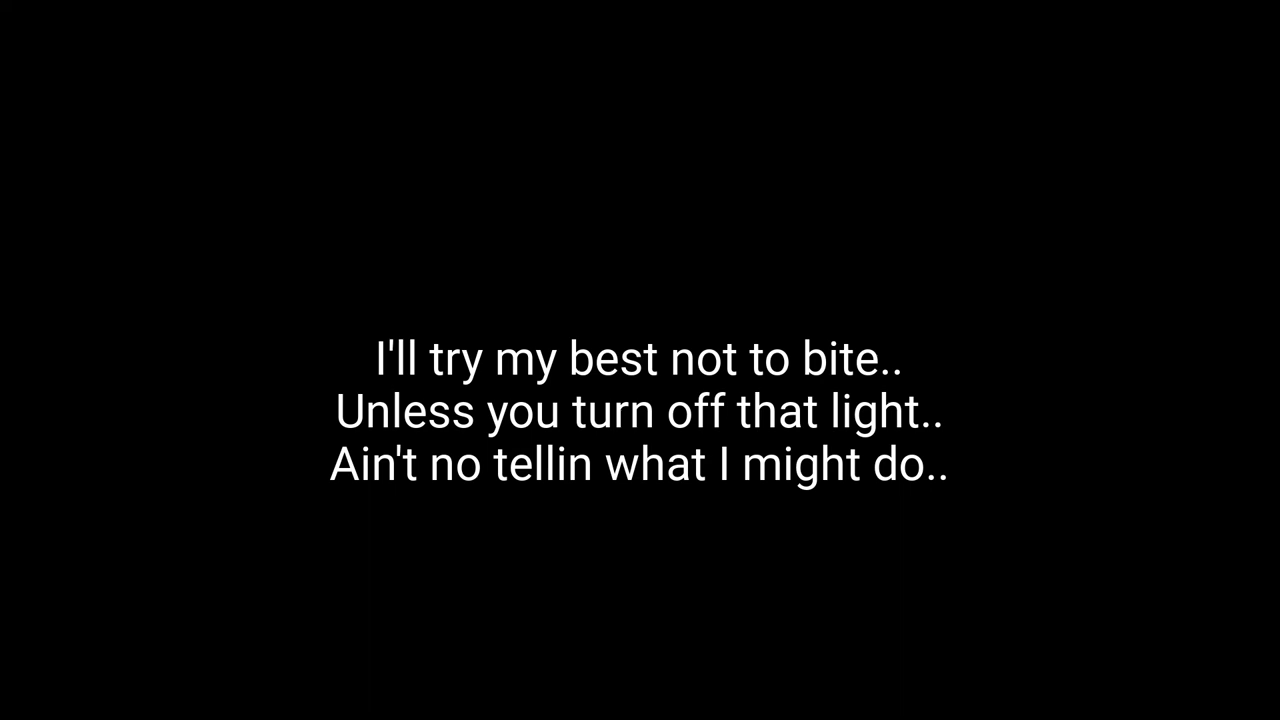 I'll try my best not to bite..
Unless you turn off that light..
Ain't no tellin what I might do..